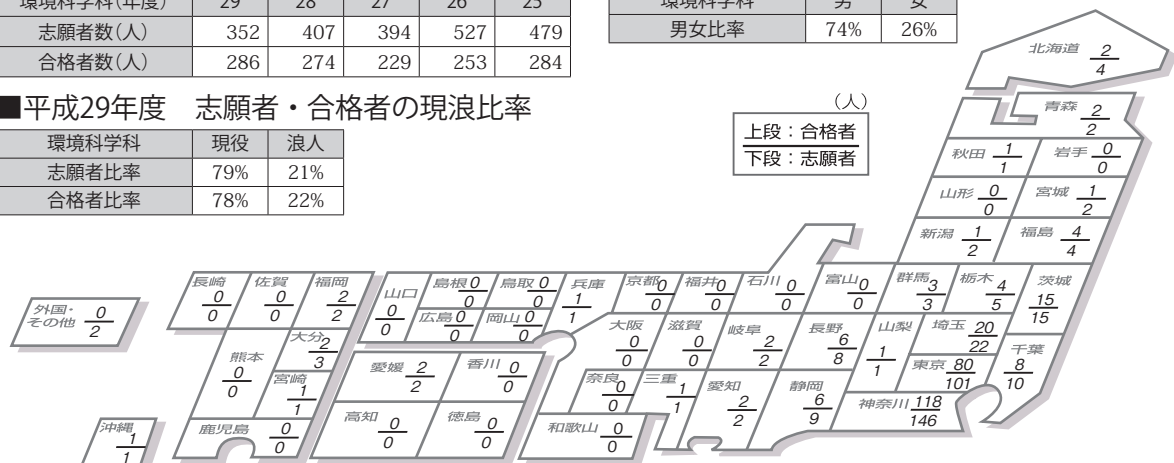 環境科学科(年度) 29 28 27 26 25
志願者数(人) 352 407 394 527 479
合格者数(人) 286 274 229 253 284
環境科学科 男 女
男女比率 74% 26%
■平成29年度 志願者・合格者の現浪比率
環境科学科 現役 浪人
志願者比率 79% 21%
合格者比率 78% 22%
(人)
上段：合格者
下段：志願者
北海道 2
4
青森 2
2
秋田 1
1
岩手 0
0
山形 0
0
宮城 1
2
新潟 1
2
福島 4
4
長崎 0
0
佐賀 0
0
福岡 2
2
山口 0
0
島根 0
0
鳥取 0
0
兵庫 1
1
京都 0
0
福井 0
0
石川 0
0
富山 0
0
群馬 3
3
栃木 4
5
茨城 15
15
外国・その他 0
2
広島 0
0
岡山 0
0
大分 2
3
熊本 0
0
宮崎 1
1
鹿児島 0
0
沖縄 1
1
愛媛 2
2
香川 0
0
高知 0
0
徳島 0
0
大阪 0
0
滋賀 0
0
岐阜 2
2
長野 6
8
山梨 1
1
埼玉 20
22
東京 80
101
千葉 8
10
奈良 0
0
三重 1
1
愛知 2
2
静岡 6
9
神奈川 118
146
和歌山 0
0